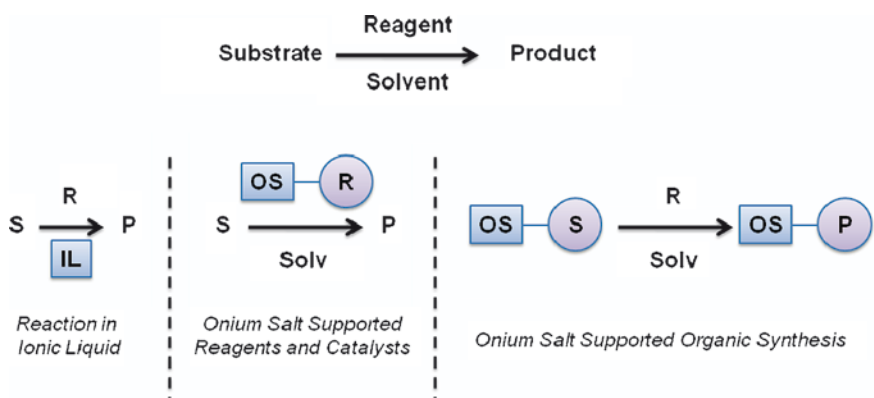 Reagent
Substrate
Product
Solvent
R
S
P
IL
Reaction in
Ionic Liquid
OS
R
S
P
Solv
Onium Salt Supported
Reagents and Catalysts
OS
S
R
Solv
OS
P
Onium Salt Supported Organic Synthesis